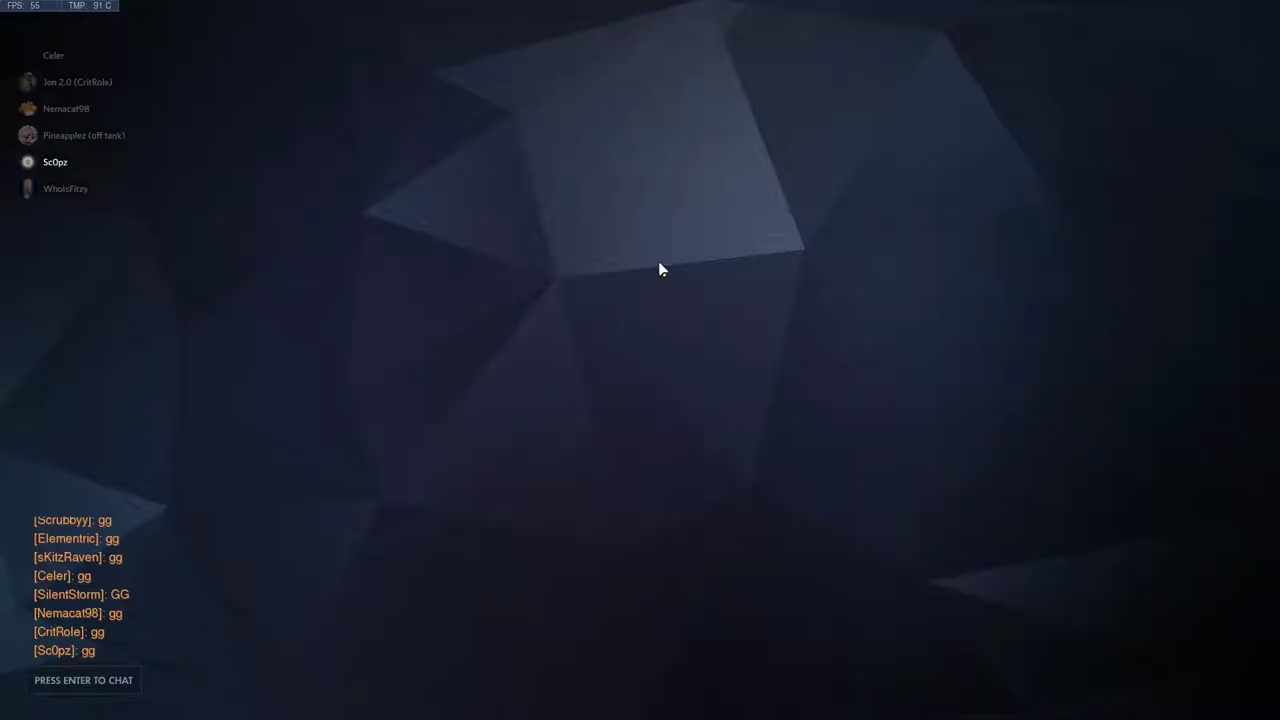 FPS: 55 TMP: 91 C
Celer
Jon 2.0 (CritRole)
Nemacat98
Pineapplez (off tank)
Sc0pz
WhoIsFitzy
[Scrubbyy]: gg
[Elementric]: gg
[sKitzRaven]: gg
[Celer]: gg
[SilentStorm]: GG
[Nemacat98]: gg
[CritRole]: gg
[Sc0pz]: gg
PRESS ENTER TO CHAT